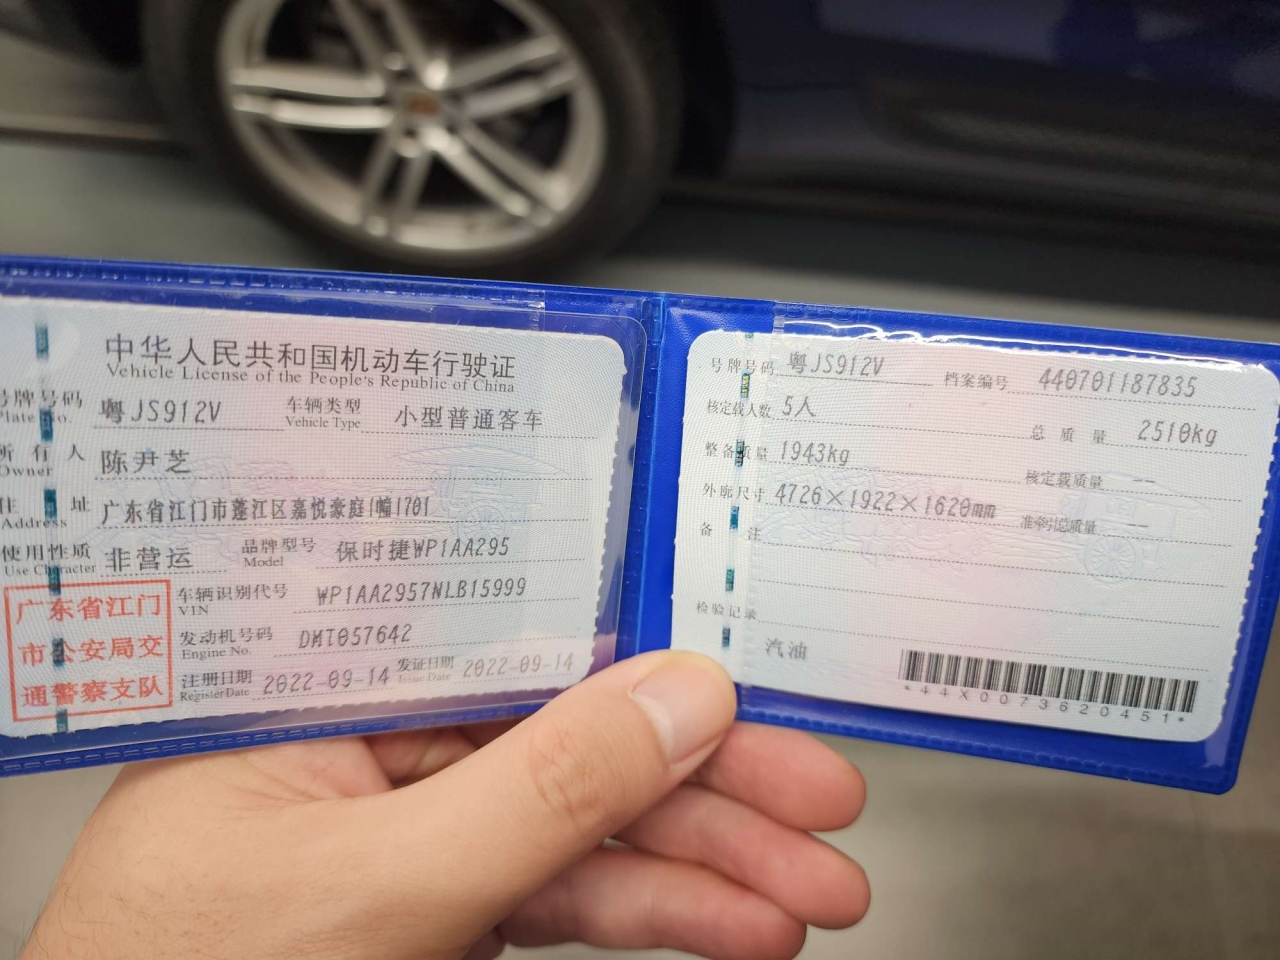 中华人民共和国机动车行驶证
Vehicle License of the People's Republic of China
号牌号码 粤JS912V 车辆类型 小型普通客车
Plate No. Vehicle Type
所有人 陈尹芝
Owner
住址 广东省江门市蓬江区嘉悦豪庭1幢1701
Address
使用性质 非营运 品牌型号 保时捷WP1AA295
Use Character Model
车辆识别代号 WP1AA2957NLB15999
VIN
发动机号码 DMT057642
Engine No.
注册日期 2022-09-14 发证日期 2022-09-14
Register Date Issue Date
广东省江门
市公安局交
通警察支队
号牌号码 粤JS912V 档案编号 440701187835
核定载人数 5人 总质量 2510kg
整备质量 1943kg 核定载质量 --
外廓尺寸 4726×1922×1620mm 准牵引总质量 --
备注
检验记录
汽油
*44X0073620451*